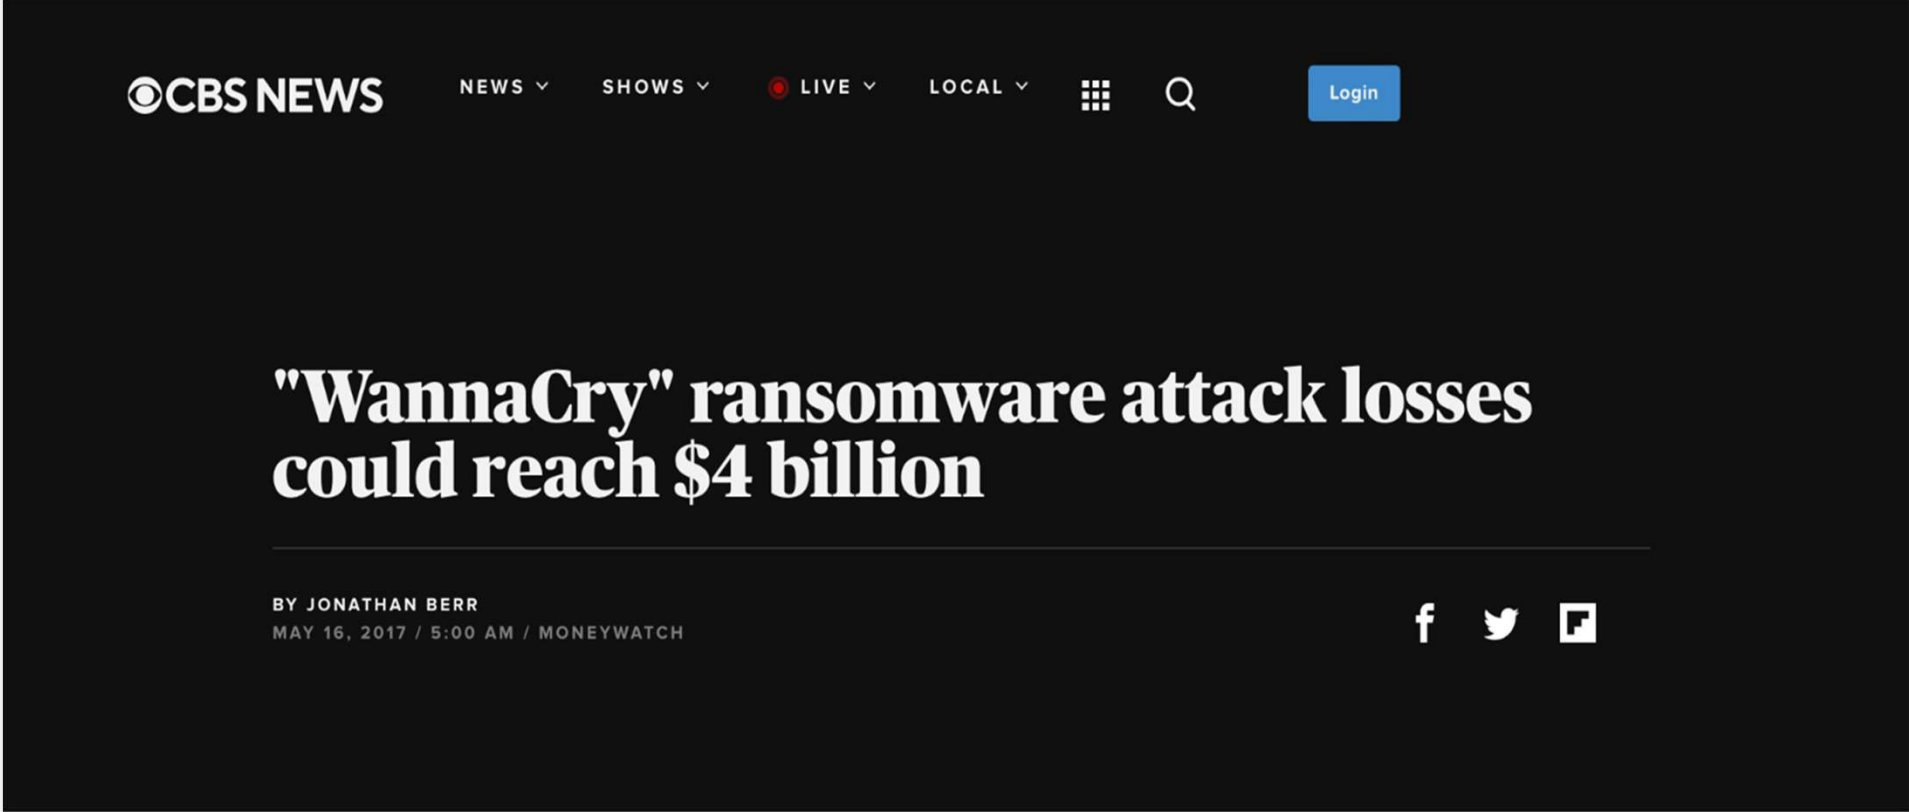 CBS NEWS
NEWS
SHOWS
LIVE
LOCAL
Login
"WannaCry" ransomware attack losses
could reach $4 billion
BY JONATHAN BERR
MAY 16, 2017 / 5:00 AM / MONEYWATCH